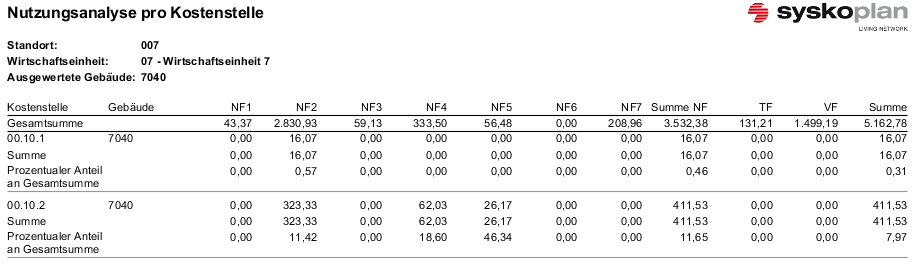 Nutzungsanalyse pro Kostenstelle
syskoplan
LIVING NETWORK
Standort: 007
Wirtschaftseinheit: 07 - Wirtschaftseinheit 7
Ausgewertete Gebäude: 7040
Kostenstelle Gebäude NF1 NF2 NF3 NF4 NF5 NF6 NF7 Summe NF TF VF Summe
Gesamtsumme 43,37 2.830,93 59,13 333,50 56,48 0,00 208,96 3.532,38 131,21 1.499,19 5.162,78
00.10.1 7040 0,00 16,07 0,00 0,00 0,00 0,00 0,00 16,07 0,00 0,00 16,07
Summe 0,00 16,07 0,00 0,00 0,00 0,00 0,00 16,07 0,00 0,00 16,07
Prozentualer Anteil 0,00 0,57 0,00 0,00 0,00 0,00 0,00 0,46 0,00 0,00 0,31
an Gesamtsumme
00.10.2 7040 0,00 323,33 0,00 62,03 26,17 0,00 0,00 411,53 0,00 0,00 411,53
Summe 0,00 323,33 0,00 62,03 26,17 0,00 0,00 411,53 0,00 0,00 411,53
Prozentualer Anteil 0,00 11,42 0,00 18,60 46,34 0,00 0,00 11,65 0,00 0,00 7,97
an Gesamtsumme